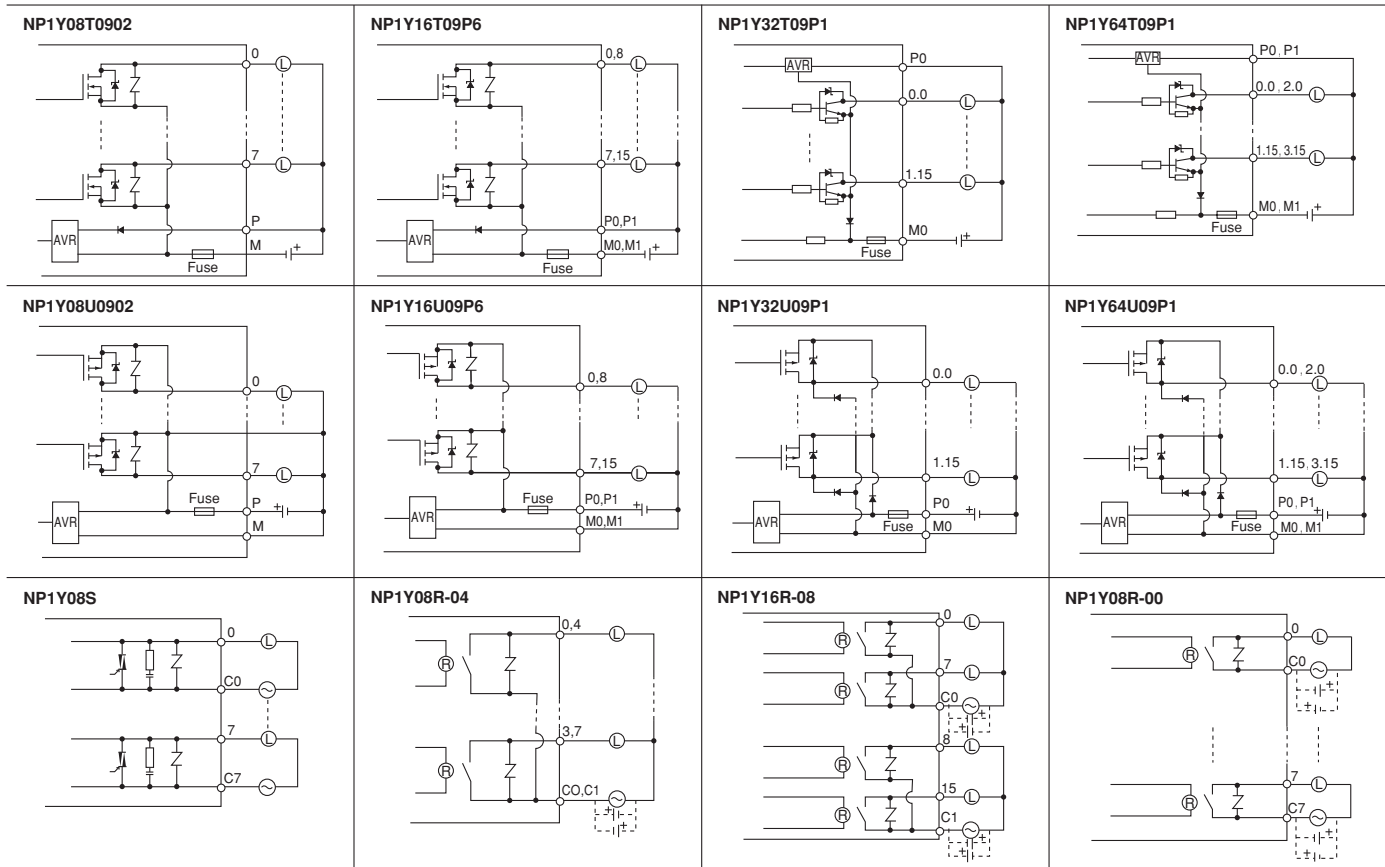 NP1Y08T0902
0
L
7
L
P
AVR
M
+
Fuse
NP1Y16T09P6
0,8
L
7,15
L
P0,P1
AVR
M0,M1
+
Fuse
NP1Y32T09P1
AVR
P0
0.0
L
1.15
L
M0
+
Fuse
NP1Y64T09P1
AVR
P0, P1
0.0, 2.0
L
1.15, 3.15
L
M0, M1
+
Fuse
NP1Y08U0902
0
L
7
L
Fuse
P
+
AVR
M
NP1Y16U09P6
0,8
L
7,15
L
Fuse
P0,P1
+
AVR
M0,M1
NP1Y32U09P1
0.0
L
1.15
L
P0
+
AVR
Fuse
M0
NP1Y64U09P1
0.0, 2.0
L
1.15, 3.15
L
P0, P1
+
AVR
Fuse
M0, M1
NP1Y08S
0
L
C0
7
L
C7
NP1Y08R-04
0,4
R
L
3,7
R
L
CO,C1
+
+
NP1Y16R-08
0
R
L
7
R
L
C0
+
+
8
R
L
15
R
L
C1
+
+
NP1Y08R-00
0
R
L
C0
+
+
7
R
L
C7
+
+